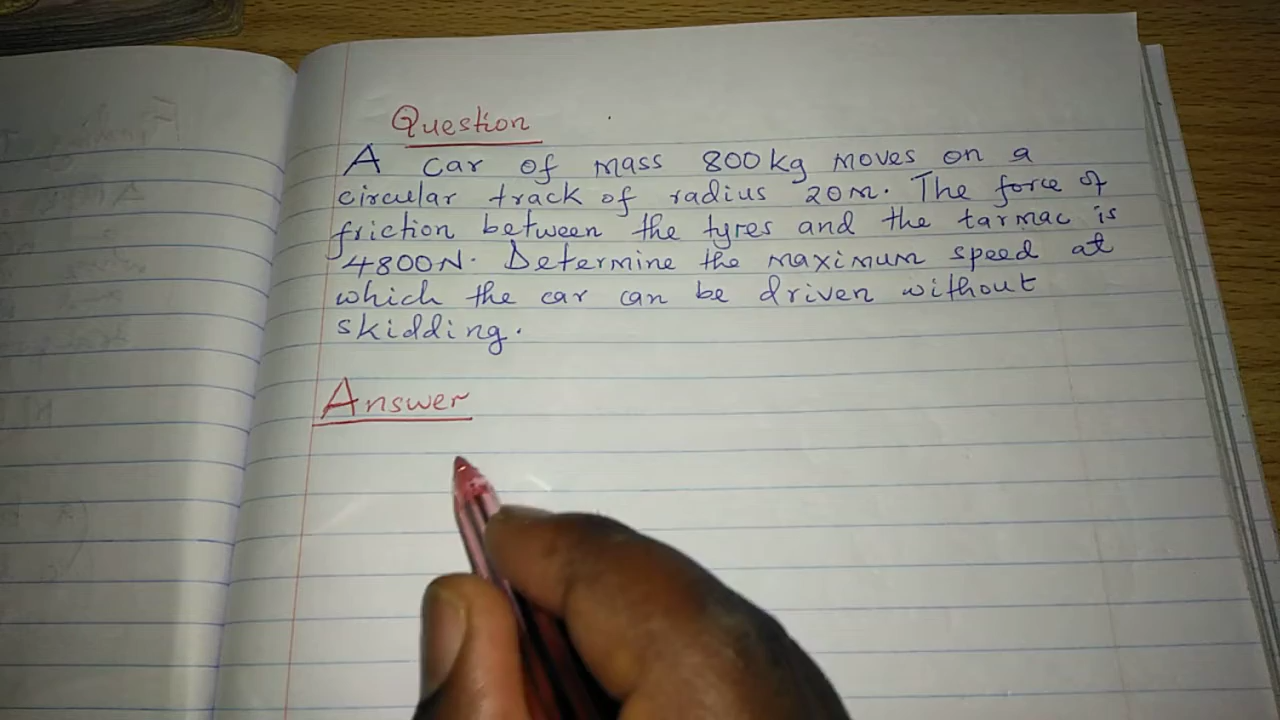 Question
A car of mass 800kg moves on a
circular track of radius 20m. The force of
friction between the tyres and the tarmac is
4800N. Determine the maximum speed at
which the car can be driven without
skidding.
Answer